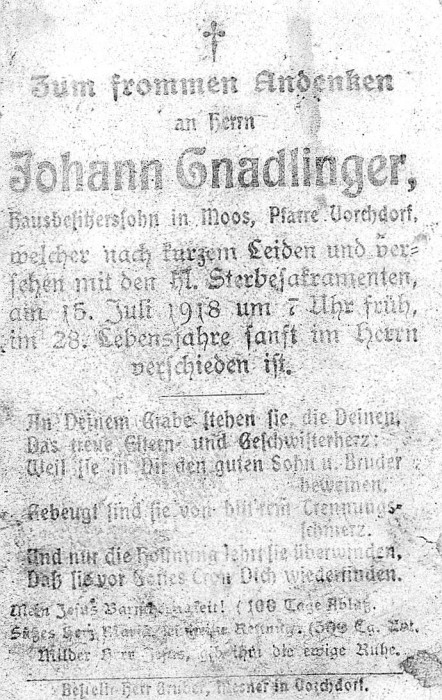 Zum frommen Andenken
an Herrn
Johann Gnadlinger,
Hausbesitzerssohn in Moos, Pfarre Vorchdorf,
welcher nach kurzem Leiden und ver-
sehen mit den hl. Sterbesakramenten,
am 15. Juli 1918 um 7 Uhr früh,
im 28. Lebensjahre sanft im Herrn
verschieden ist.
An Deinem Grabe stehen sie, die Deinen,
Das treue Eltern- und Geschwisterherz:
Weil sie in Dir den guten Sohn u. Bruder
beweinen,
Gebeugt sind sie von bitt'rem Trennungs-
schmerz.
Und nur die Hoffnung lehrt sie überwinden,
Daß sie vor Gottes Tron Dich wiederfinden.
Mein Jesus Barmherzigkeit! (100 Tage Ablaß.
Süßes Herz Mariä, sei meine Rettung. (300 Tg. Abl.
Milder Herr Jesus, gib ihm die ewige Ruhe.
Bestellt Herr Gruber, Mesner in Vorchdorf.